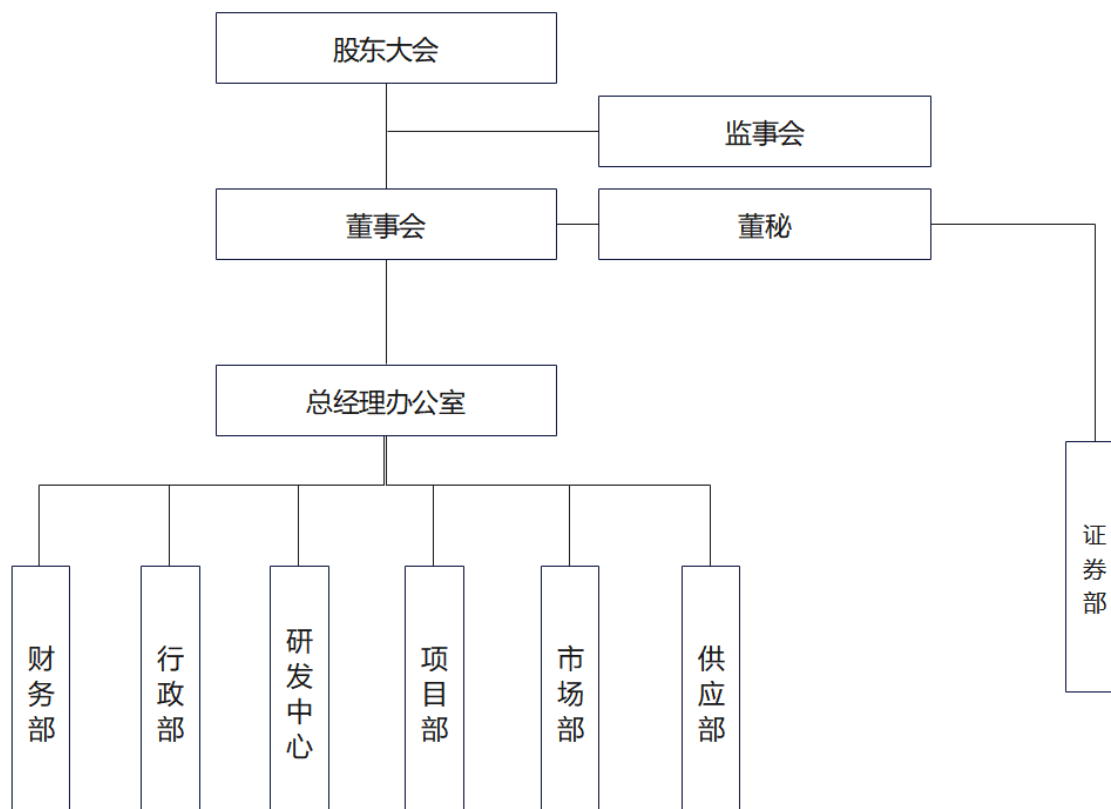 股东大会
监事会
董事会
董秘
总经理办公室
证券部
财务部
行政部
研发中心
项目部
市场部
供应部